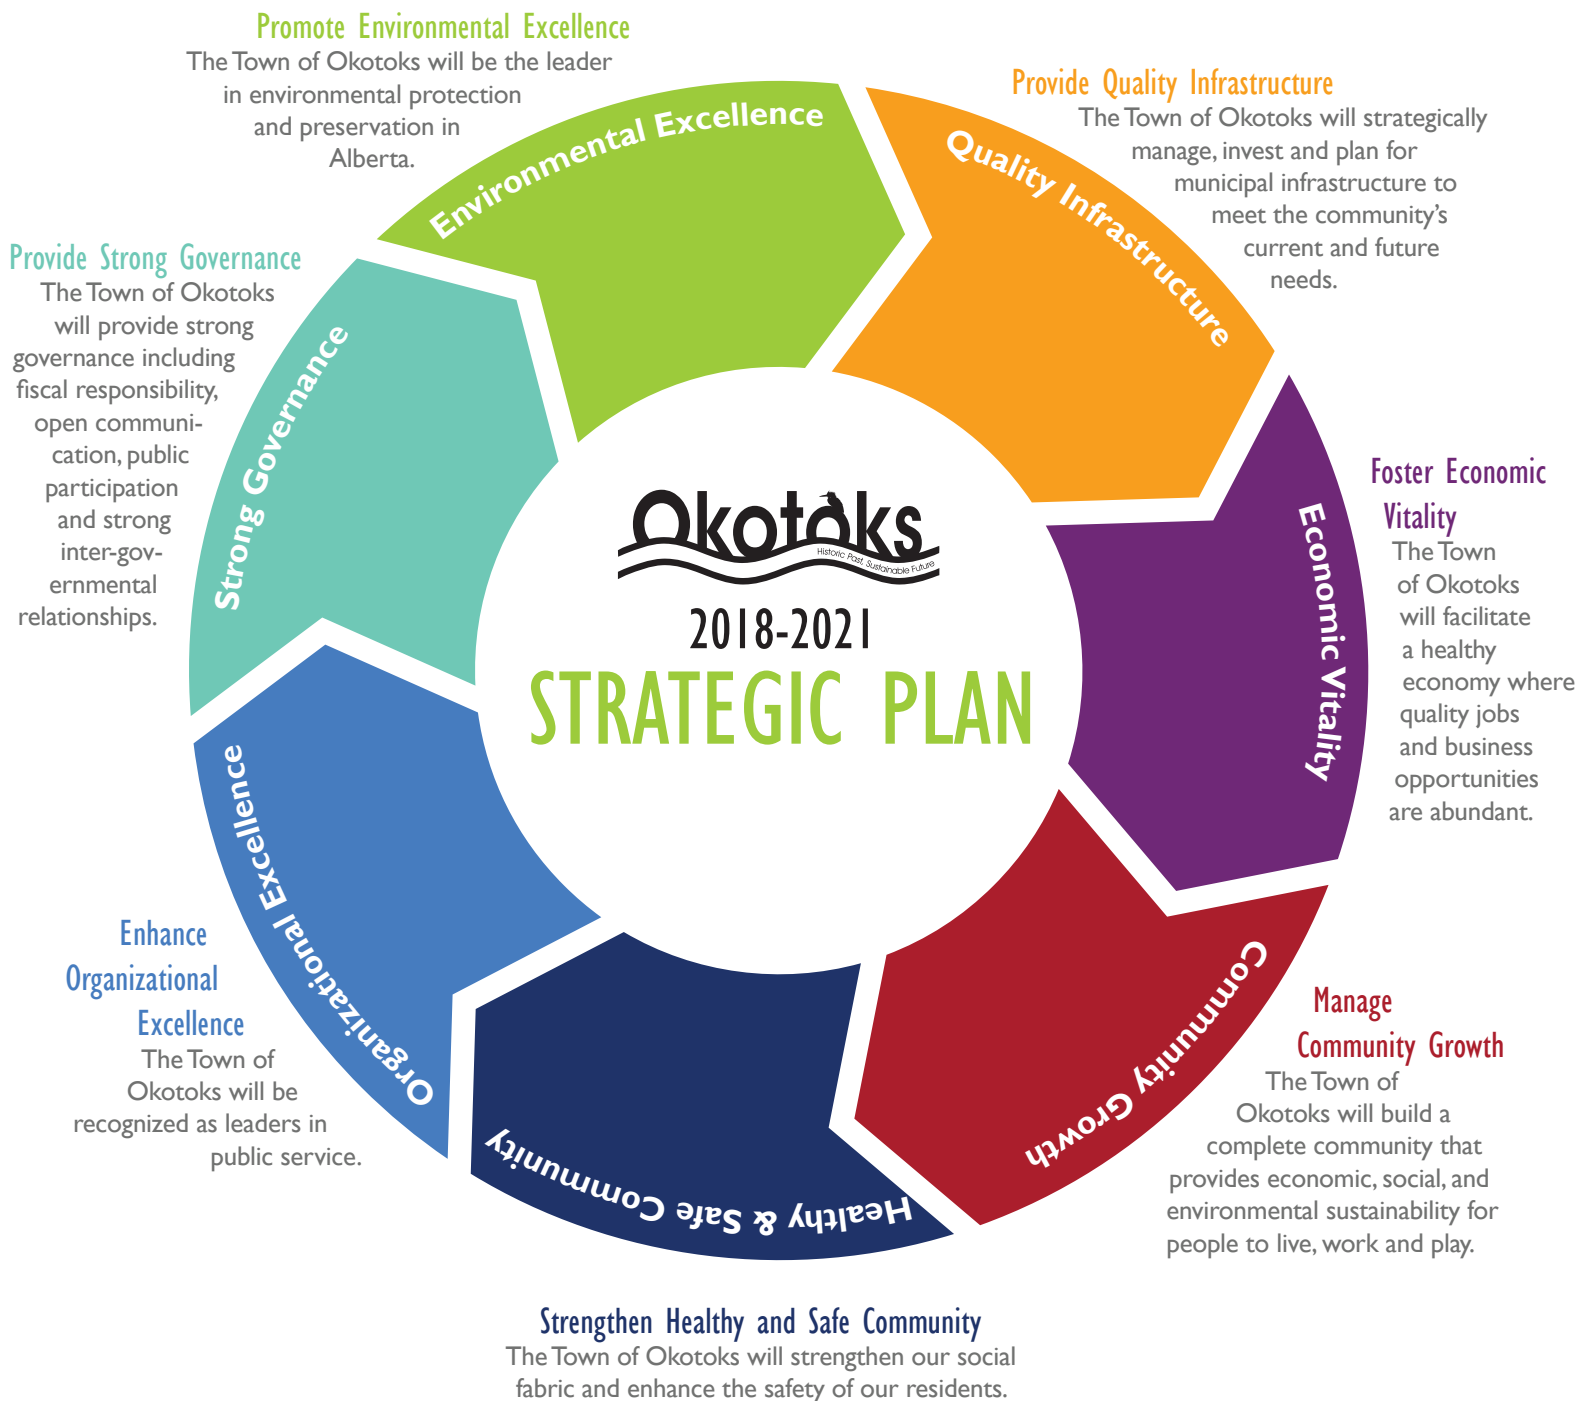 Promote Environmental Excellence
The Town of Okotoks will be the leader
in environmental protection
and preservation in
Alberta.
Environmental Excellence
Provide Quality Infrastructure
The Town of Okotoks will strategically
manage, invest and plan for
municipal infrastructure to
meet the community's
current and future
needs.
Quality Infrastructure
Foster Economic
Vitality
The Town
of Okotoks
will facilitate
a healthy
economy where
quality jobs
and business
opportunities
are abundant.
Economic Vitality
Manage
Community Growth
The Town of
Okotoks will build a
complete community that
provides economic, social, and
environmental sustainability for
people to live, work and play.
Community Growth
Healthy & Safe Community
Strengthen Healthy and Safe Community
The Town of Okotoks will strengthen our social
fabric and enhance the safety of our residents.
Organizational Excellence
Enhance
Organizational
Excellence
The Town of
Okotoks will be
recognized as leaders in
public service.
Provide Strong Governance
The Town of Okotoks
will provide strong
governance including
fiscal responsibility,
open communi-
cation, public
participation
and strong
inter-gov-
ernmental
relationships.
Strong Governance
Okotoks
Historic Past, Sustainable Future
2018-2021
STRATEGIC PLAN